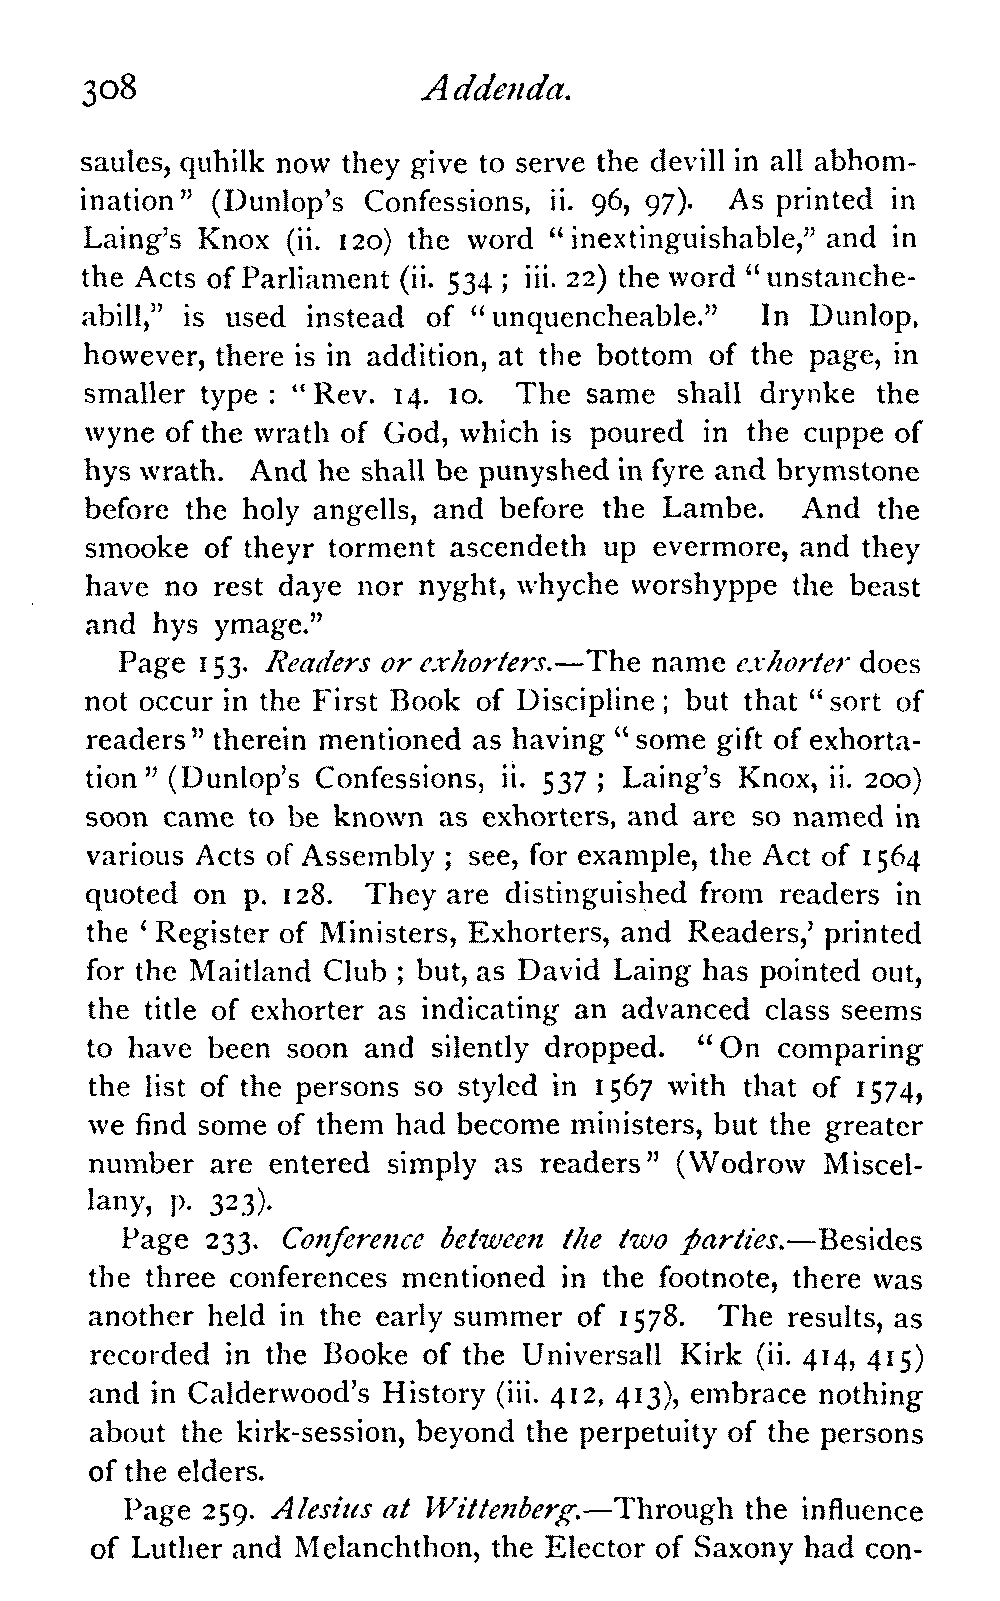 308 Addenda.
saules, quhilk now they give to serve the devill in all abhom-
ination" (Dunlop's Confessions, ii. 96, 97). As printed in
Laing's Knox (ii. 120) the word "inextinguishable," and in
the Acts of Parliament (ii. 534; iii. 22) the word "unstanche-
abill," is used instead of "unquencheable." In Dunlop,
however, there is in addition, at the bottom of the page, in
smaller type: "Rev. 14. 10. The same shall drynke the
wyne of the wrath of God, which is poured in the cuppe of
hys wrath. And he shall be punyshed in fyre and brymstone
before the holy angells, and before the Lambe. And the
smooke of theyr torment ascendeth up evermore, and they
have no rest daye nor nyght, whyche worshyppe the beast
and hys ymage."
Page 153. Readers or exhorters.—The name exhorter does
not occur in the First Book of Discipline; but that "sort of
readers" therein mentioned as having "some gift of exhorta-
tion" (Dunlop's Confessions, ii. 537; Laing's Knox, ii. 200)
soon came to be known as exhorters, and are so named in
various Acts of Assembly; see, for example, the Act of 1564
quoted on p. 128. They are distinguished from readers in
the 'Register of Ministers, Exhorters, and Readers,' printed
for the Maitland Club; but, as David Laing has pointed out,
the title of exhorter as indicating an advanced class seems
to have been soon and silently dropped. "On comparing
the list of the persons so styled in 1567 with that of 1574,
we find some of them had become ministers, but the greater
number are entered simply as readers" (Wodrow Miscel-
lany, p. 323).
Page 233. Conference between the two parties.—Besides
the three conferences mentioned in the footnote, there was
another held in the early summer of 1578. The results, as
recorded in the Booke of the Universall Kirk (ii. 414, 415)
and in Calderwood's History (iii. 412, 413), embrace nothing
about the kirk-session, beyond the perpetuity of the persons
of the elders.
Page 259. Alesius at Wittenberg.—Through the influence
of Luther and Melanchthon, the Elector of Saxony had con-